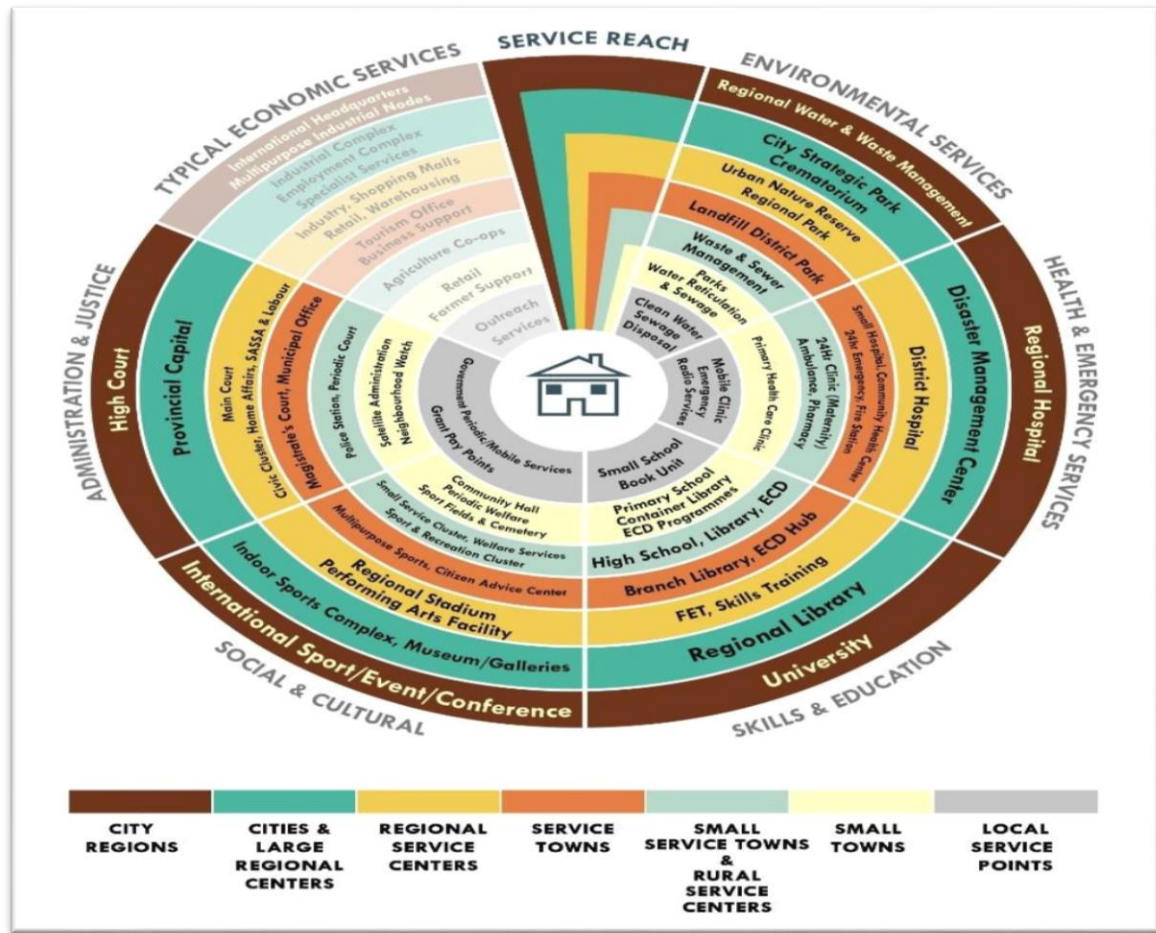 SERVICE REACH
TYPICAL ECONOMIC SERVICES
International Headquarters
Multipurpose Industrial Nodes
Industrial Complex
Employment Complex
Specialist Services
Industry, Shopping Malls
Retail, Warehousing
Tourism Office
Business Support
Agriculture Co-ops
Retail
Farmer Support
Outreach
Services
ENVIRONMENTAL SERVICES
Regional Water & Waste Management
City Strategic Park
Crematorium
Urban Nature Reserve
Regional Park
Landfill District Park
Waste & Sewer
Management
Parks
Water Reticulation
& Sewage
Clean Water
Sewage
Disposal
HEALTH & EMERGENCY SERVICES
Regional Hospital
Disaster Management Center
District Hospital
Small Hospital, Community Health Center
24hr Emergency, Fire Station
24Hr Clinic (Maternity)
Ambulance, Pharmacy
Primary Health Care Clinic
Mobile Clinic
Emergency
Radio Services
SKILLS & EDUCATION
University
Regional Library
FET, Skills Training
Branch Library, ECD Hub
High School, Library, ECD
Primary School
Container Library
ECD Programmes
Small School
Book Unit
SOCIAL & CULTURAL
International Sport/Event/Conference
Indoor Sports Complex, Museum/Galleries
Regional Stadium
Performing Arts Facility
Multipurpose Sports, Citizen Advice Center
Small Service Cluster, Welfare Services
Sport & Recreation Cluster
Community Hall
Periodic Welfare
Sport Fields & Cemetery
Government Periodic/Mobile Services
Grant Pay Points
ADMINISTRATION & JUSTICE
High Court
Provincial Capital
Main Court
Civic Cluster, Home Affairs, SASSA & Labour
Magistrate's Court, Municipal Office
Police Station, Periodic Court
Satellite Administration
Neighbourhood Watch
CITY
REGIONS
CITIES &
LARGE
REGIONAL
CENTERS
REGIONAL
SERVICE
CENTERS
SERVICE
TOWNS
SMALL
SERVICE TOWNS
&
RURAL
SERVICE
CENTERS
SMALL
TOWNS
LOCAL
SERVICE
POINTS